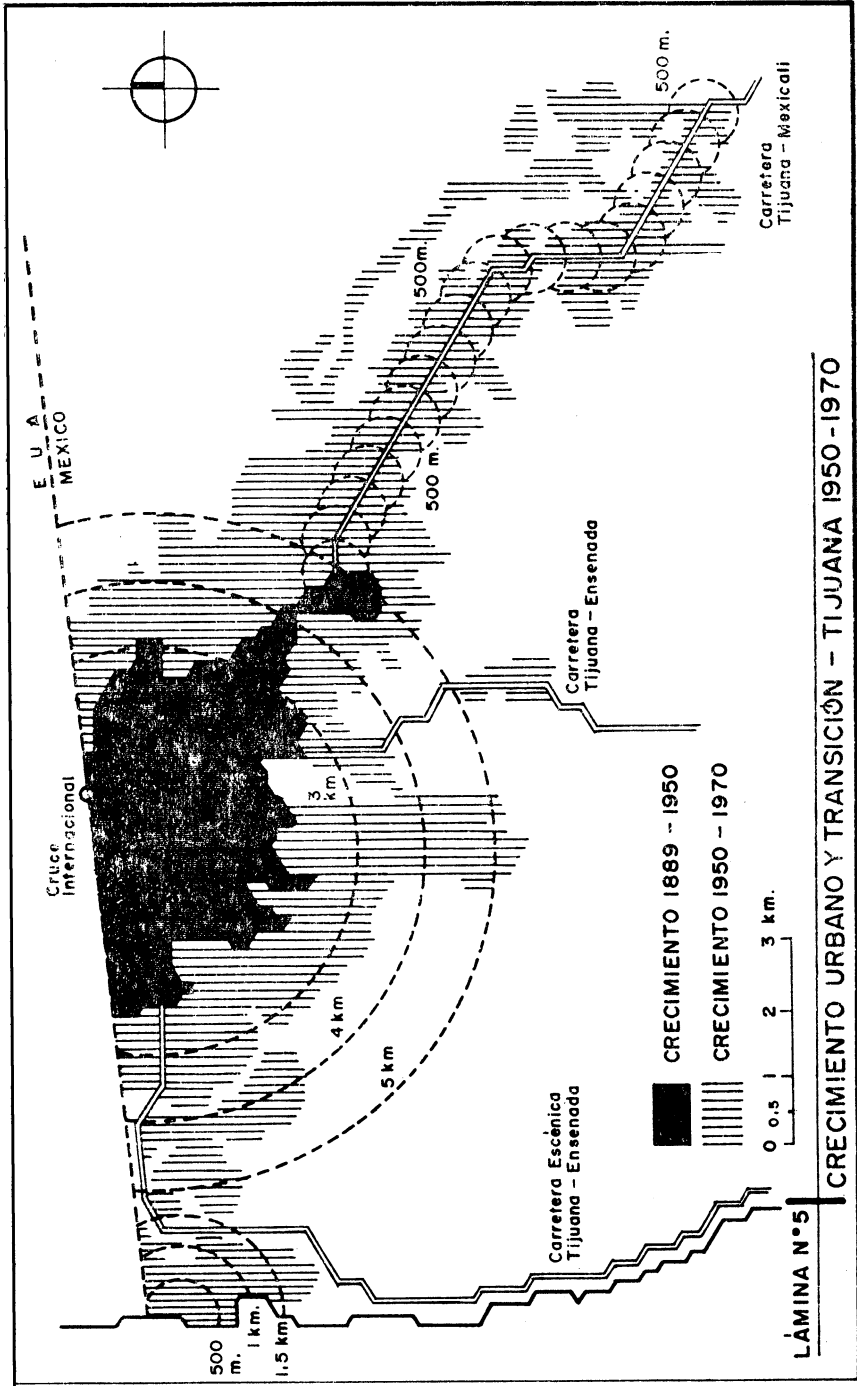 E U A
MEXICO
Cruce
Internacional
500 m.
500m.
500 m.
Carretera
Tijuana - Mexicali
3
km
4 km
5 km
Carretera
Tijuana - Ensenada
500
m.
1 km.
1.5 km
Carretera Escénica
Tijuana - Ensenada
CRECIMIENTO 1889 - 1950
CRECIMIENTO 1950 - 1970
0 0.5 1 2 3 km.
LÁMINA N° 5
CRECIMIENTO URBANO Y TRANSICIÓN - TIJUANA 1950-1970